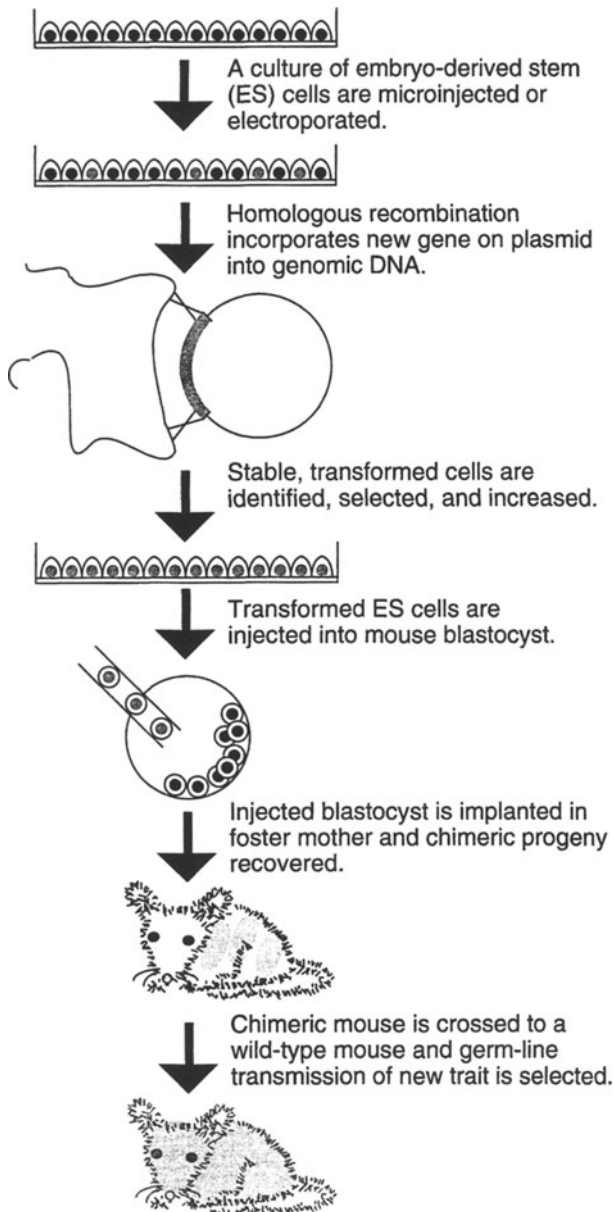 A culture of embryo-derived stem
(ES) cells are microinjected or
electroporated.
Homologous recombination
incorporates new gene on plasmid
into genomic DNA.
Stable, transformed cells are
identified, selected, and increased.
Transformed ES cells are
injected into mouse blastocyst.
Injected blastocyst is implanted in
foster mother and chimeric progeny
recovered.
Chimeric mouse is crossed to a
wild-type mouse and germ-line
transmission of new trait is selected.